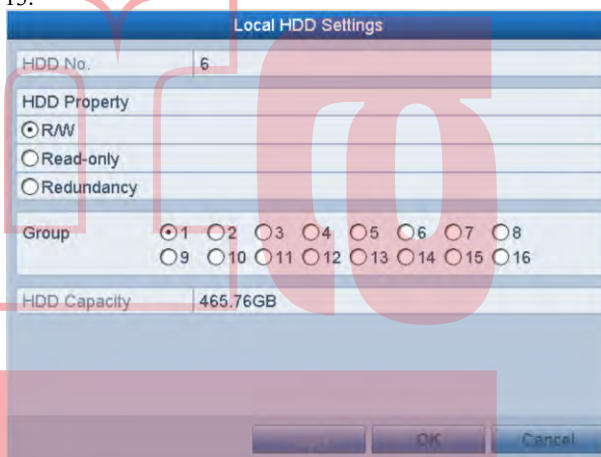 13.
Local HDD Settings
HDD No. 6
HDD Property
R/W
Read-only
Redundancy
Group 1 2 3 4 5 6 7 8
9 10 11 12 13 14 15 16
HDD Capacity 465.76GB
OK Cancel